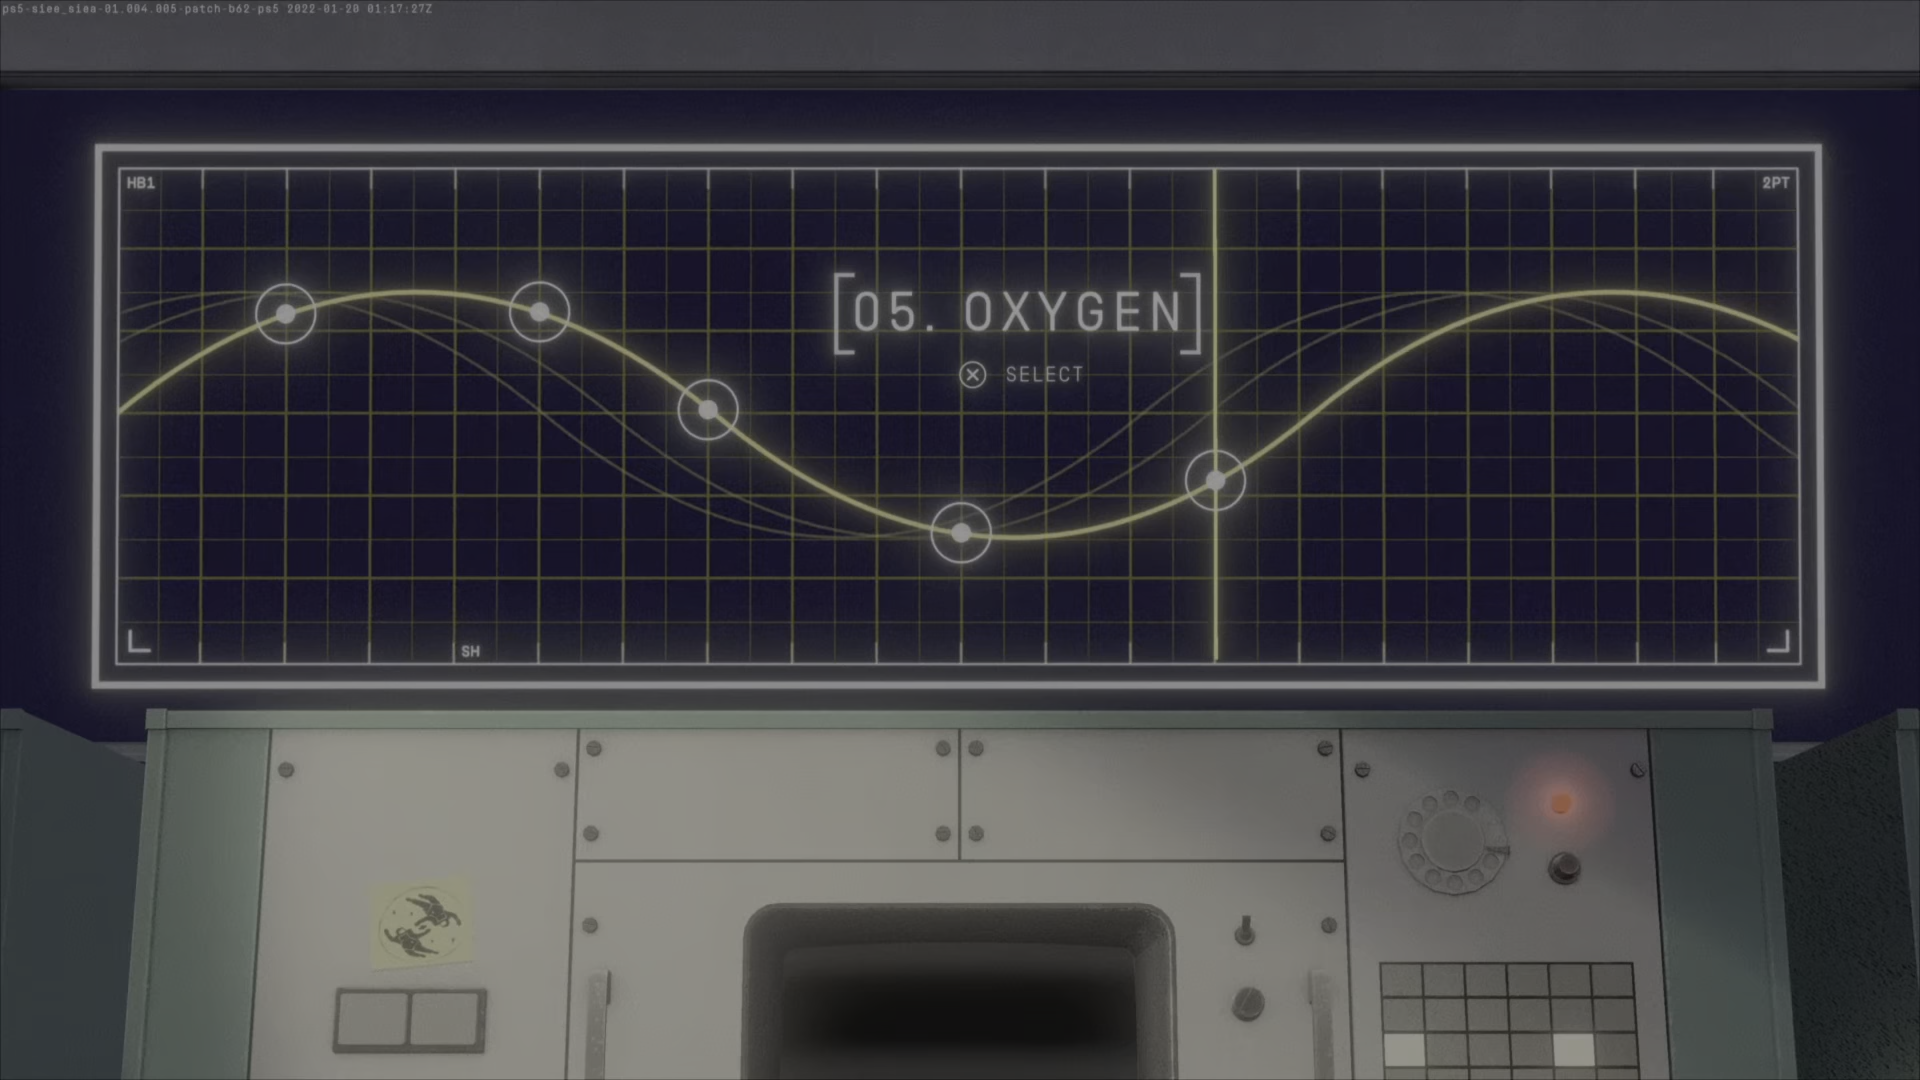 ps5-siee_siea-01.004.005-patch-b62-ps5 2022-01-20 01:17:27Z
HB1
2PT
[05. OXYGEN]
SELECT
SH